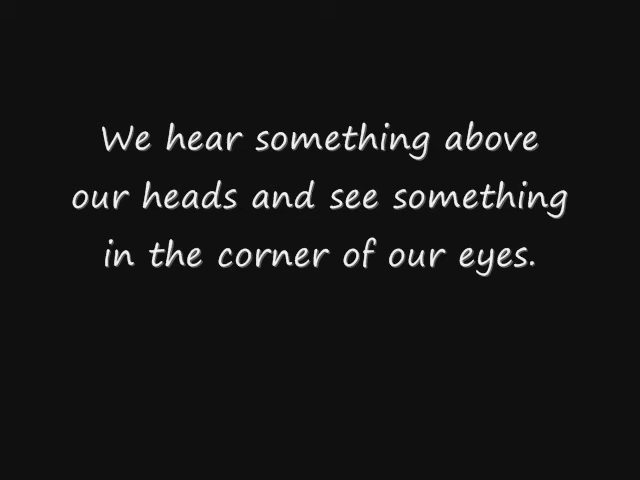 We hear something above
our heads and see something
in the corner of our eyes.